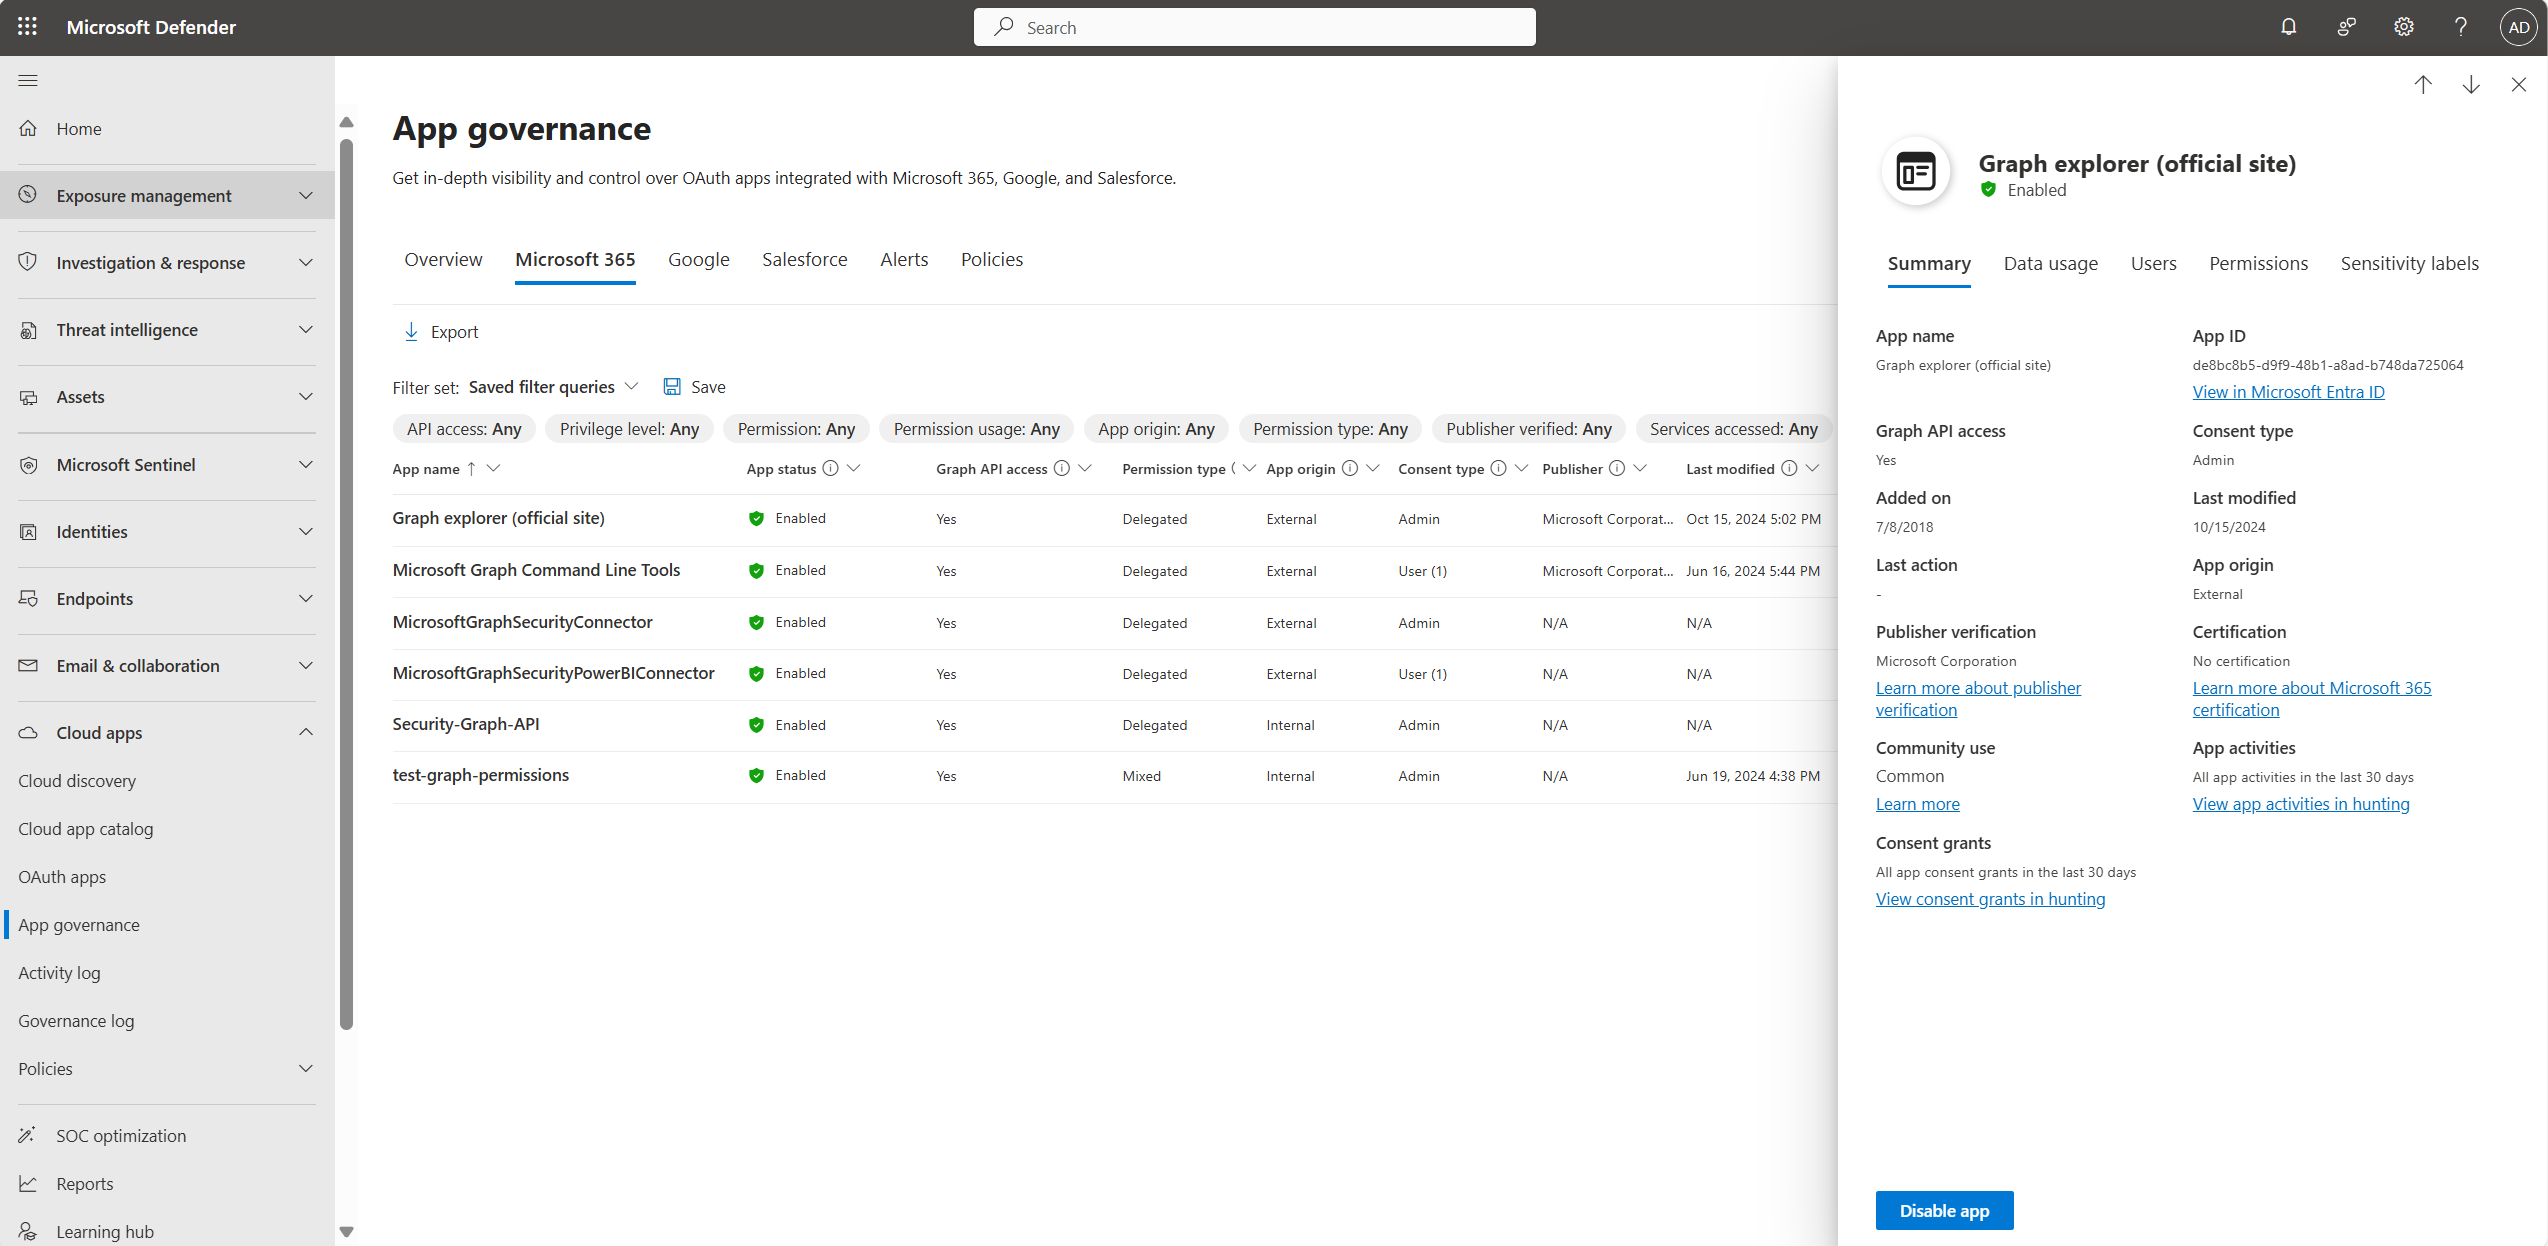 Microsoft Defender
Search
AD
Home
Exposure management
Investigation & response
Threat intelligence
Assets
Microsoft Sentinel
Identities
Endpoints
Email & collaboration
Cloud apps
Cloud discovery
Cloud app catalog
OAuth apps
App governance
Activity log
Governance log
Policies
SOC optimization
Reports
Learning hub
App governance
Get in-depth visibility and control over OAuth apps integrated with Microsoft 365, Google, and Salesforce.
Overview Microsoft 365 Google Salesforce Alerts Policies
Export
Filter set: Saved filter queries Save
API access: Any Privilege level: Any Permission: Any Permission usage: Any App origin: Any Permission type: Any Publisher verified: Any Services accessed: Any
App name App status Graph API access Permission type App origin Consent type Publisher Last modified
Graph explorer (official site) Enabled Yes Delegated External Admin Microsoft Corporat... Oct 15, 2024 5:02 PM
Microsoft Graph Command Line Tools Enabled Yes Delegated External User (1) Microsoft Corporat... Jun 16, 2024 5:44 PM
MicrosoftGraphSecurityConnector Enabled Yes Delegated External Admin N/A N/A
MicrosoftGraphSecurityPowerBIConnector Enabled Yes Delegated External User (1) N/A N/A
Security-Graph-API Enabled Yes Delegated Internal Admin N/A N/A
test-graph-permissions Enabled Yes Mixed Internal Admin N/A Jun 19, 2024 4:38 PM
Graph explorer (official site)
Enabled
Summary Data usage Users Permissions Sensitivity labels
App name
Graph explorer (official site)
App ID
de8bc8b5-d9f9-48b1-a8ad-b748da725064
View in Microsoft Entra ID
Graph API access
Yes
Consent type
Admin
Added on
7/8/2018
Last modified
10/15/2024
Last action
-
App origin
External
Publisher verification
Microsoft Corporation
Learn more about publisher
verification
Certification
No certification
Learn more about Microsoft 365
certification
Community use
Common
Learn more
App activities
All app activities in the last 30 days
View app activities in hunting
Consent grants
All app consent grants in the last 30 days
View consent grants in hunting
Disable app